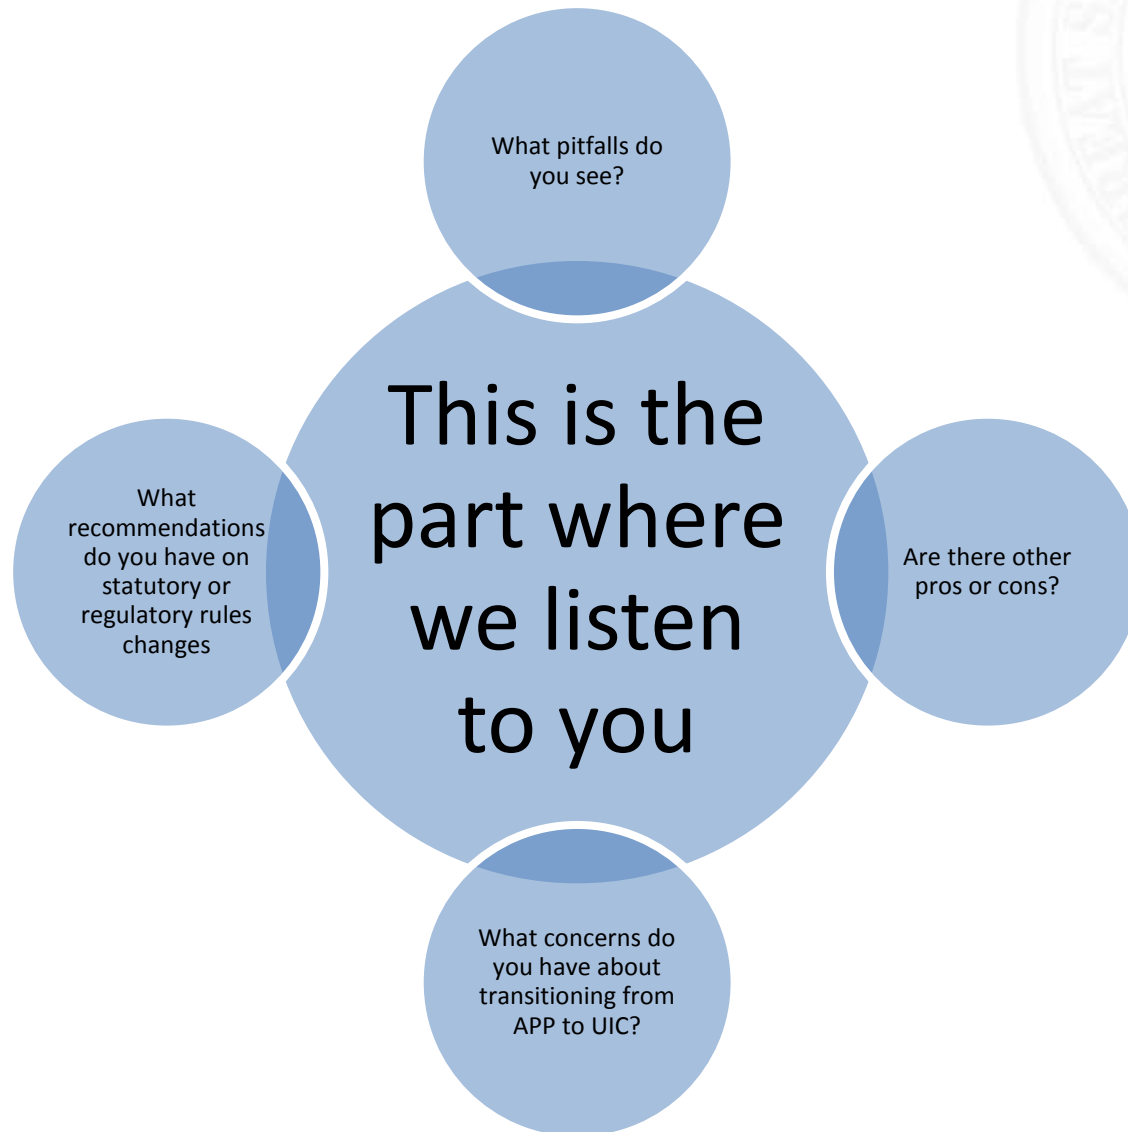 What pitfalls do
you see?
This is the
part where
we listen
to you
What
recommendations
do you have on
statutory or
regulatory rules
changes
Are there other
pros or cons?
What concerns do
you have about
transitioning from
APP to UIC?